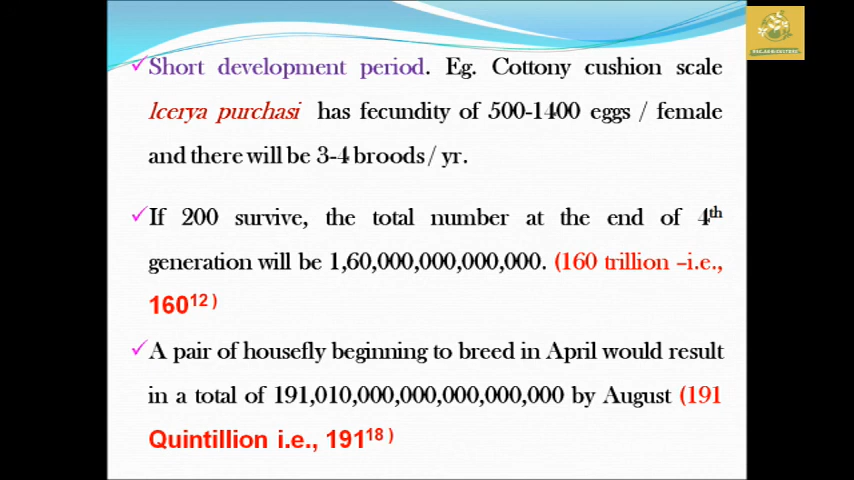 ✓Short development period. Eg. Cottony cushion scale
Icerya purchasi has fecundity of 500-1400 eggs / female
and there will be 3-4 broods / yr.
✓If 200 survive, the total number at the end of 4th
generation will be 1,60,000,000,000,000. (160 trillion –i.e.,
160¹² )
✓A pair of housefly beginning to breed in April would result
in a total of 191,010,000,000,000,000,000 by August (191
Quintillion i.e., 191¹⁸ )